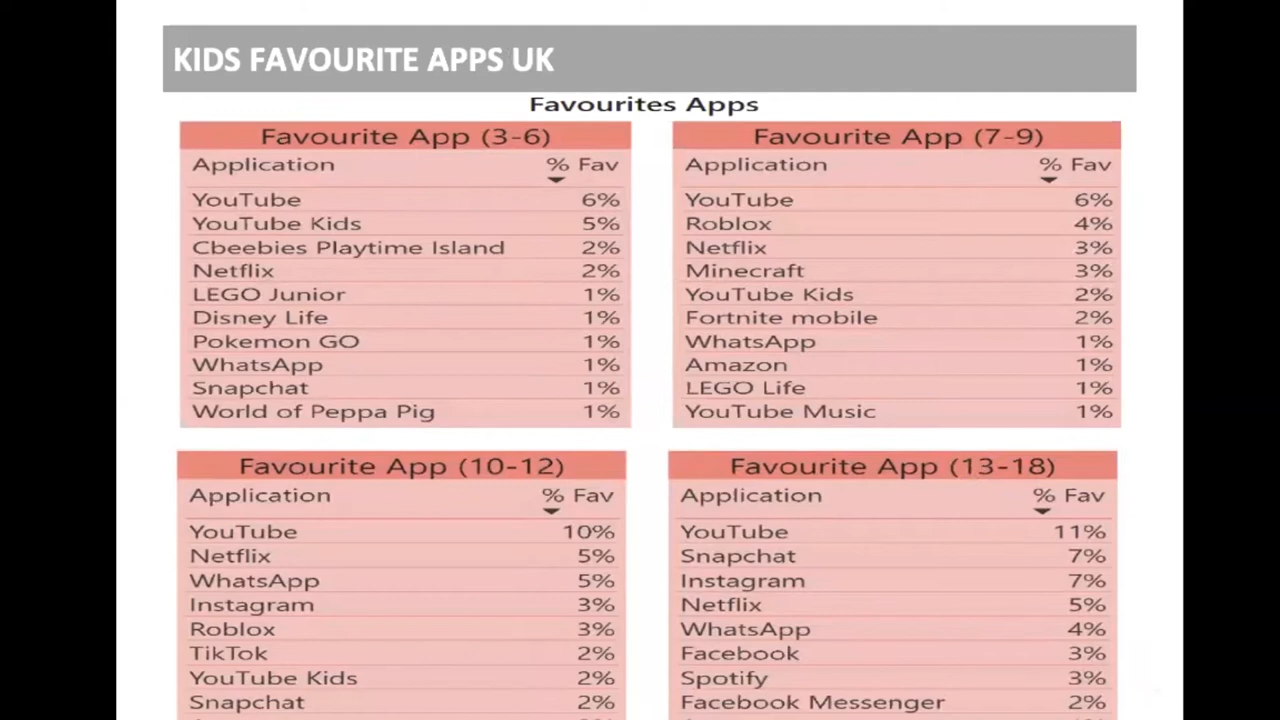 KIDS FAVOURITE APPS UK
Favourites Apps
Favourite App (3-6)
Application % Fav
YouTube 6%
YouTube Kids 5%
Cbeebies Playtime Island 2%
Netflix 2%
LEGO Junior 1%
Disney Life 1%
Pokemon GO 1%
WhatsApp 1%
Snapchat 1%
World of Peppa Pig 1%
Favourite App (7-9)
Application % Fav
YouTube 6%
Roblox 4%
Netflix 3%
Minecraft 3%
YouTube Kids 2%
Fortnite mobile 2%
WhatsApp 1%
Amazon 1%
LEGO Life 1%
YouTube Music 1%
Favourite App (10-12)
Application % Fav
YouTube 10%
Netflix 5%
WhatsApp 5%
Instagram 3%
Roblox 3%
TikTok 2%
YouTube Kids 2%
Snapchat 2%
Favourite App (13-18)
Application % Fav
YouTube 11%
Snapchat 7%
Instagram 7%
Netflix 5%
WhatsApp 4%
Facebook 3%
Spotify 3%
Facebook Messenger 2%